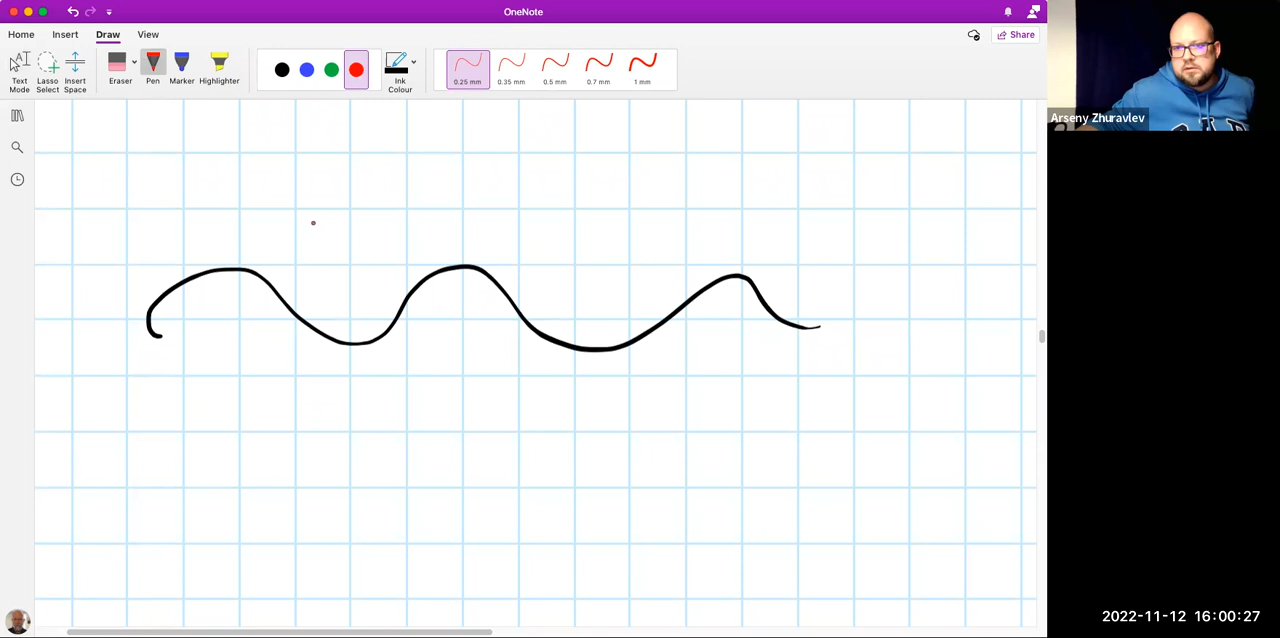 OneNote
Home Insert Draw View
Share
Text Mode
Lasso Select
Insert Space
Eraser
Pen
Marker
Highlighter
Ink Colour
0.25 mm 0.35 mm 0.5 mm 0.7 mm 1 mm
Arseny Zhuravlev
2022-11-12 16:00:27